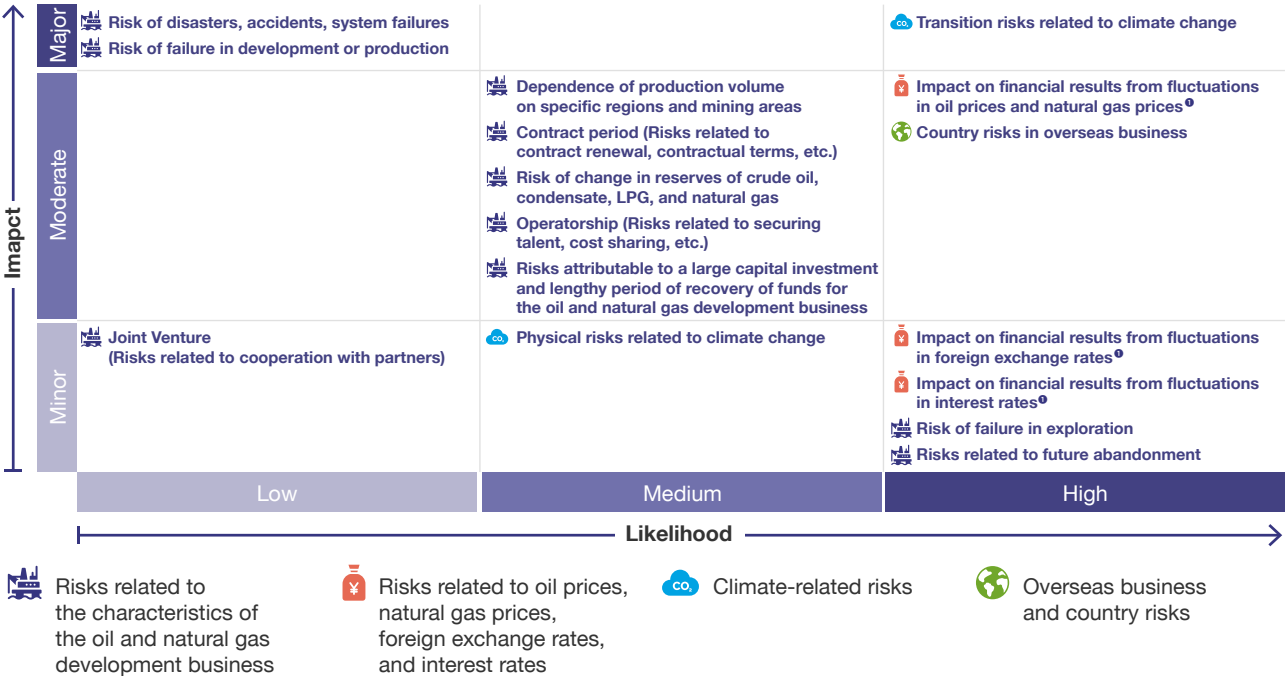 Imapct
Major
Risk of disasters, accidents, system failures
Risk of failure in development or production
Transition risks related to climate change
Moderate
Dependence of production volume
on specific regions and mining areas
Contract period (Risks related to
contract renewal, contractual terms, etc.)
Risk of change in reserves of crude oil,
condensate, LPG, and natural gas
Operatorship (Risks related to securing
talent, cost sharing, etc.)
Risks attributable to a large capital investment
and lengthy period of recovery of funds for
the oil and natural gas development business
Impact on financial results from fluctuations
in oil prices and natural gas prices❶
Country risks in overseas business
Minor
Joint Venture
(Risks related to cooperation with partners)
Physical risks related to climate change
Impact on financial results from fluctuations
in foreign exchange rates❶
Impact on financial results from fluctuations
in interest rates❶
Risk of failure in exploration
Risks related to future abandonment
Low
Medium
High
Likelihood
Risks related to
the characteristics of
the oil and natural gas
development business
¥
Risks related to oil prices,
natural gas prices,
foreign exchange rates,
and interest rates
CO₂
Climate-related risks
Overseas business
and country risks